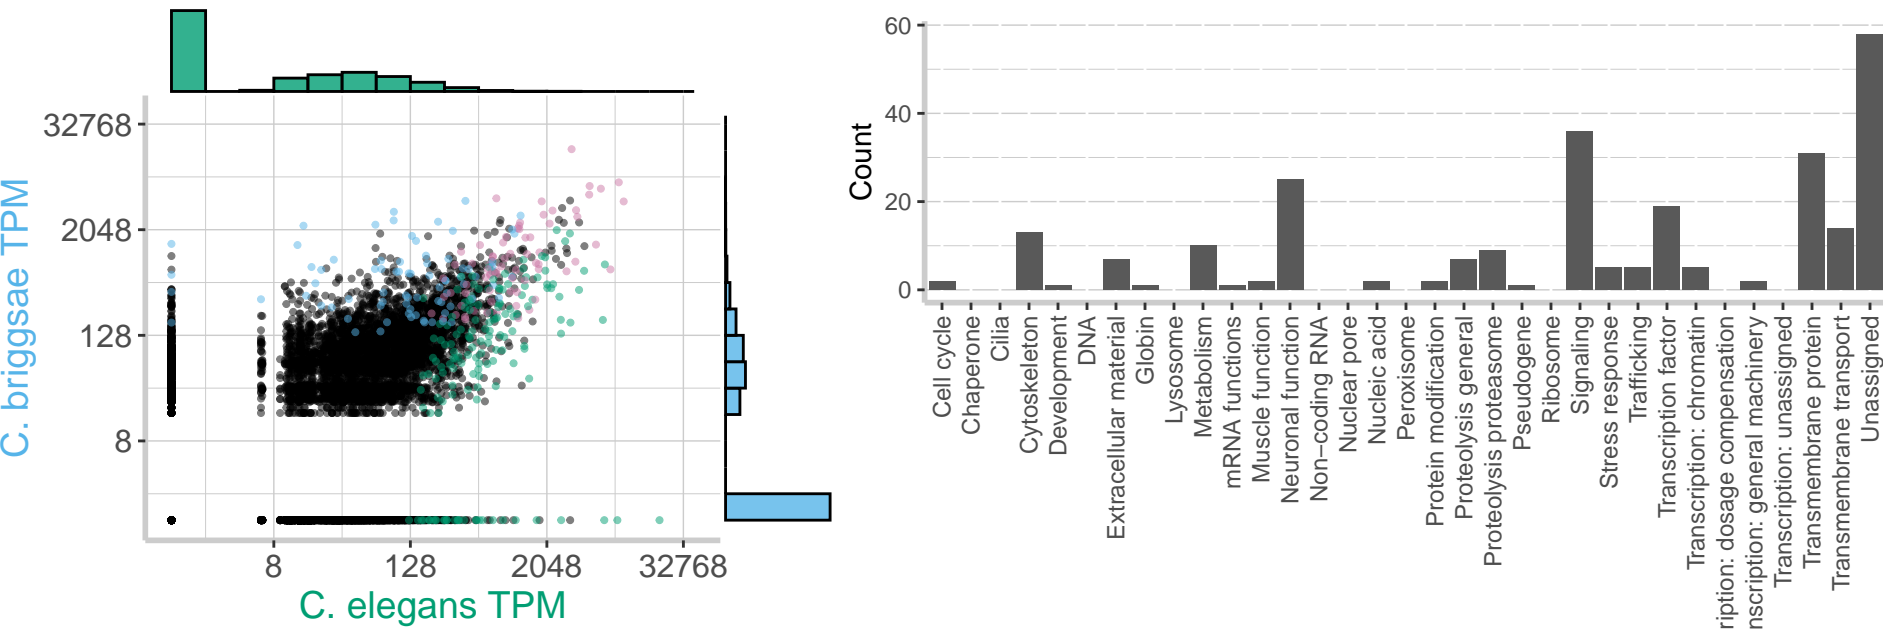 32768
2048
128
8
C. briggsae TPM
8
128
2048
32768
C. elegans TPM
60
40
20
0
Count
Cell cycle
Chaperone
Cilia
Cytoskeleton
Development
DNA
Extracellular material
Globin
Lysosome
Metabolism
mRNA functions
Muscle function
Neuronal function
Non−coding RNA
Nuclear pore
Nucleic acid
Peroxisome
Protein modification
Proteolysis general
Proteolysis proteasome
Pseudogene
Ribosome
Signaling
Stress response
Trafficking
Transcription factor
Transcription: chromatin
ription: dosage compensation
nscription: general machinery
Transcription: unassigned
Transmembrane protein
Transmembrane transport
Unassigned